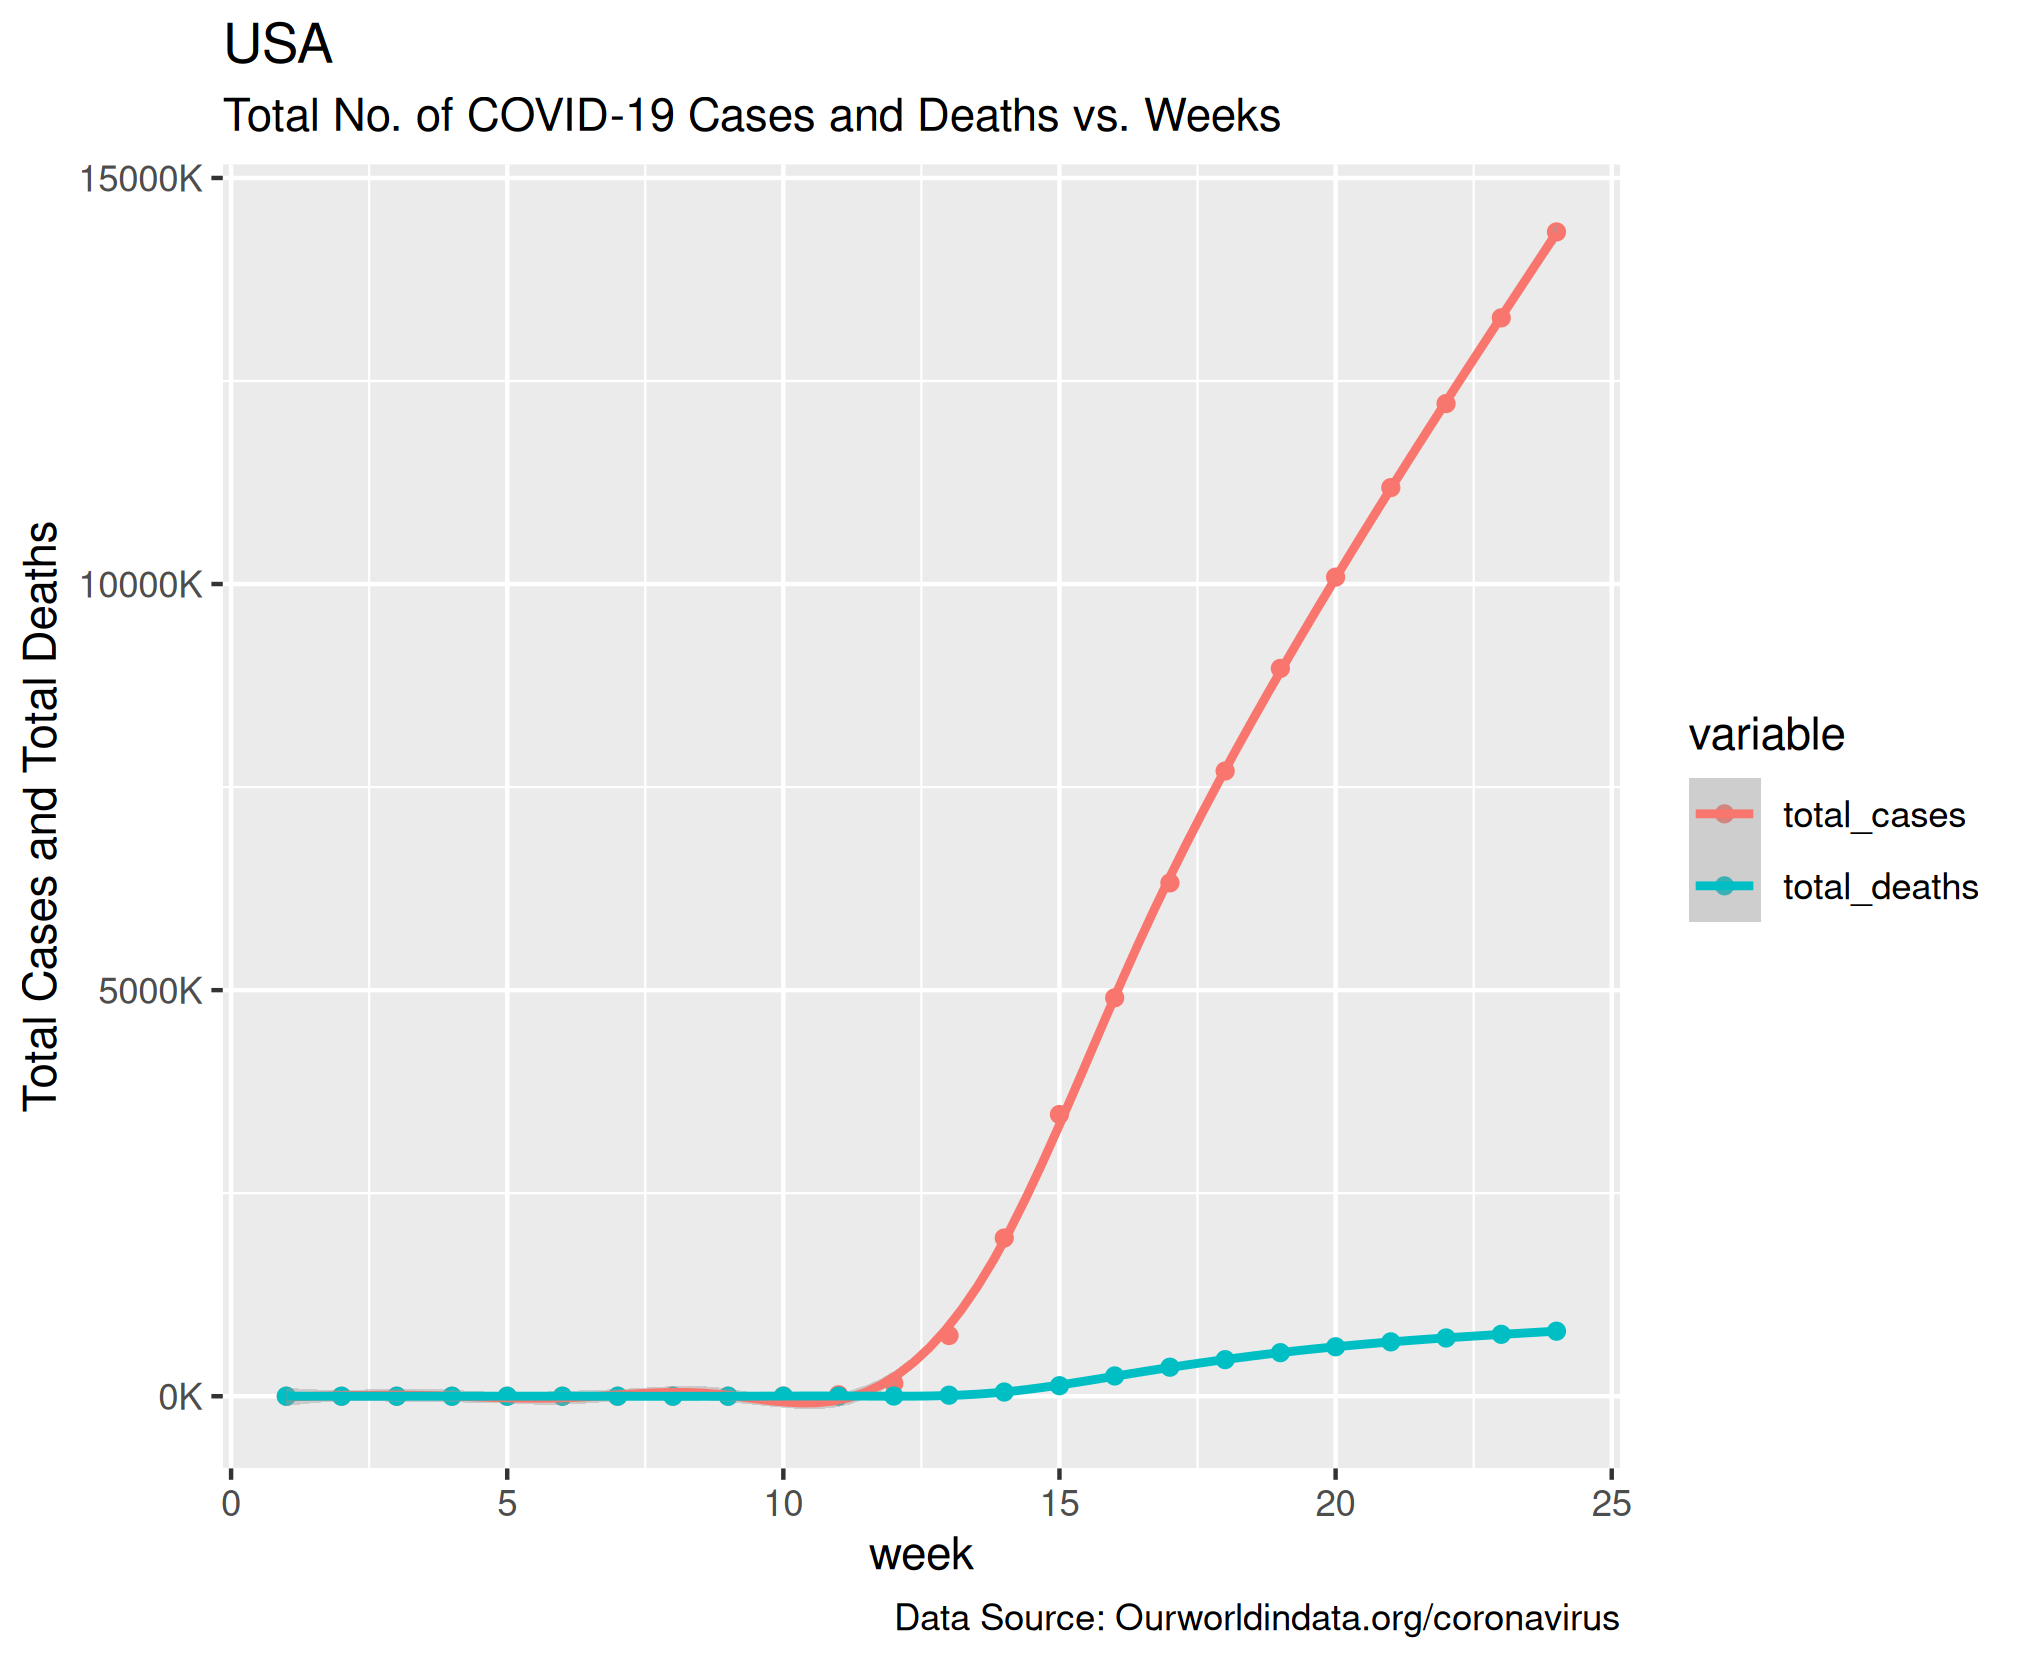 USA
Total No. of COVID-19 Cases and Deaths vs. Weeks
Total Cases and Total Deaths
15000K
10000K
5000K
0K
0 5 10 15 20 25
week
variable
total_cases
total_deaths
Data Source: Ourworldindata.org/coronavirus